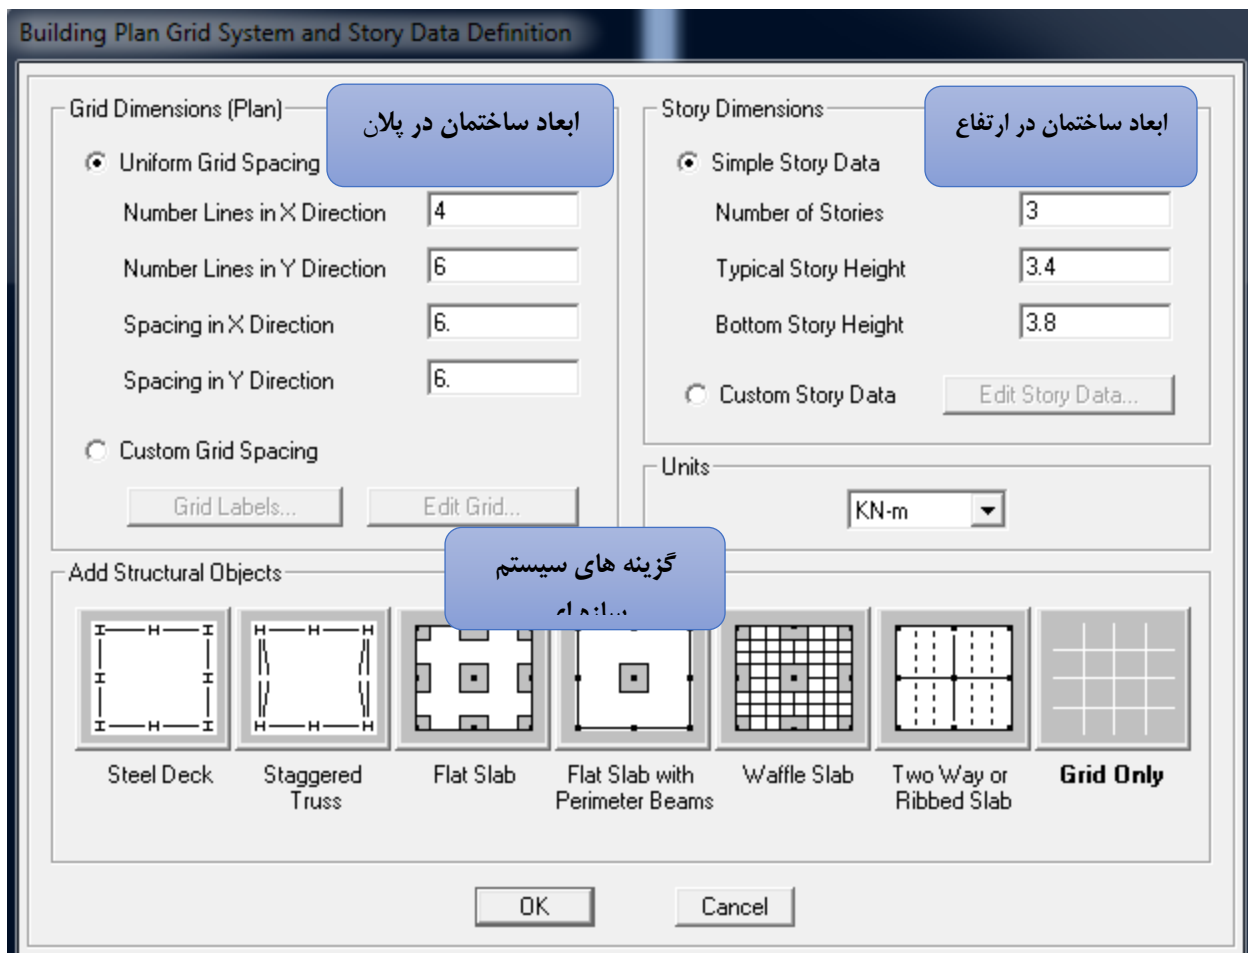 Building Plan Grid System and Story Data Definition
Grid Dimensions (Plan)
ابعاد ساختمان در پلان
Uniform Grid Spacing
Number Lines in X Direction 4
Number Lines in Y Direction 6
Spacing in X Direction 6.
Spacing in Y Direction 6.
Custom Grid Spacing
Grid Labels... Edit Grid...
Story Dimensions
ابعاد ساختمان در ارتفاع
Simple Story Data
Number of Stories 3
Typical Story Height 3.4
Bottom Story Height 3.8
Custom Story Data Edit Story Data...
Units
KN-m
Add Structural Objects
گزینه های سیستم
Steel Deck
Staggered
Truss
Flat Slab
Flat Slab with
Perimeter Beams
Waffle Slab
Two Way or
Ribbed Slab
Grid Only
OK Cancel